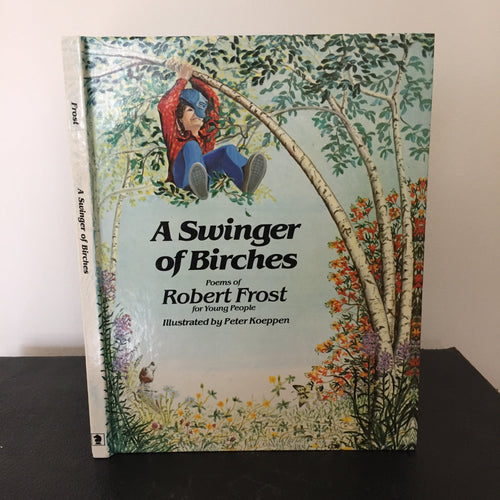 Frost
A Swinger of Birches
A Swinger
of Birches
Poems of
Robert Frost
for Young People
Illustrated by Peter Koeppen